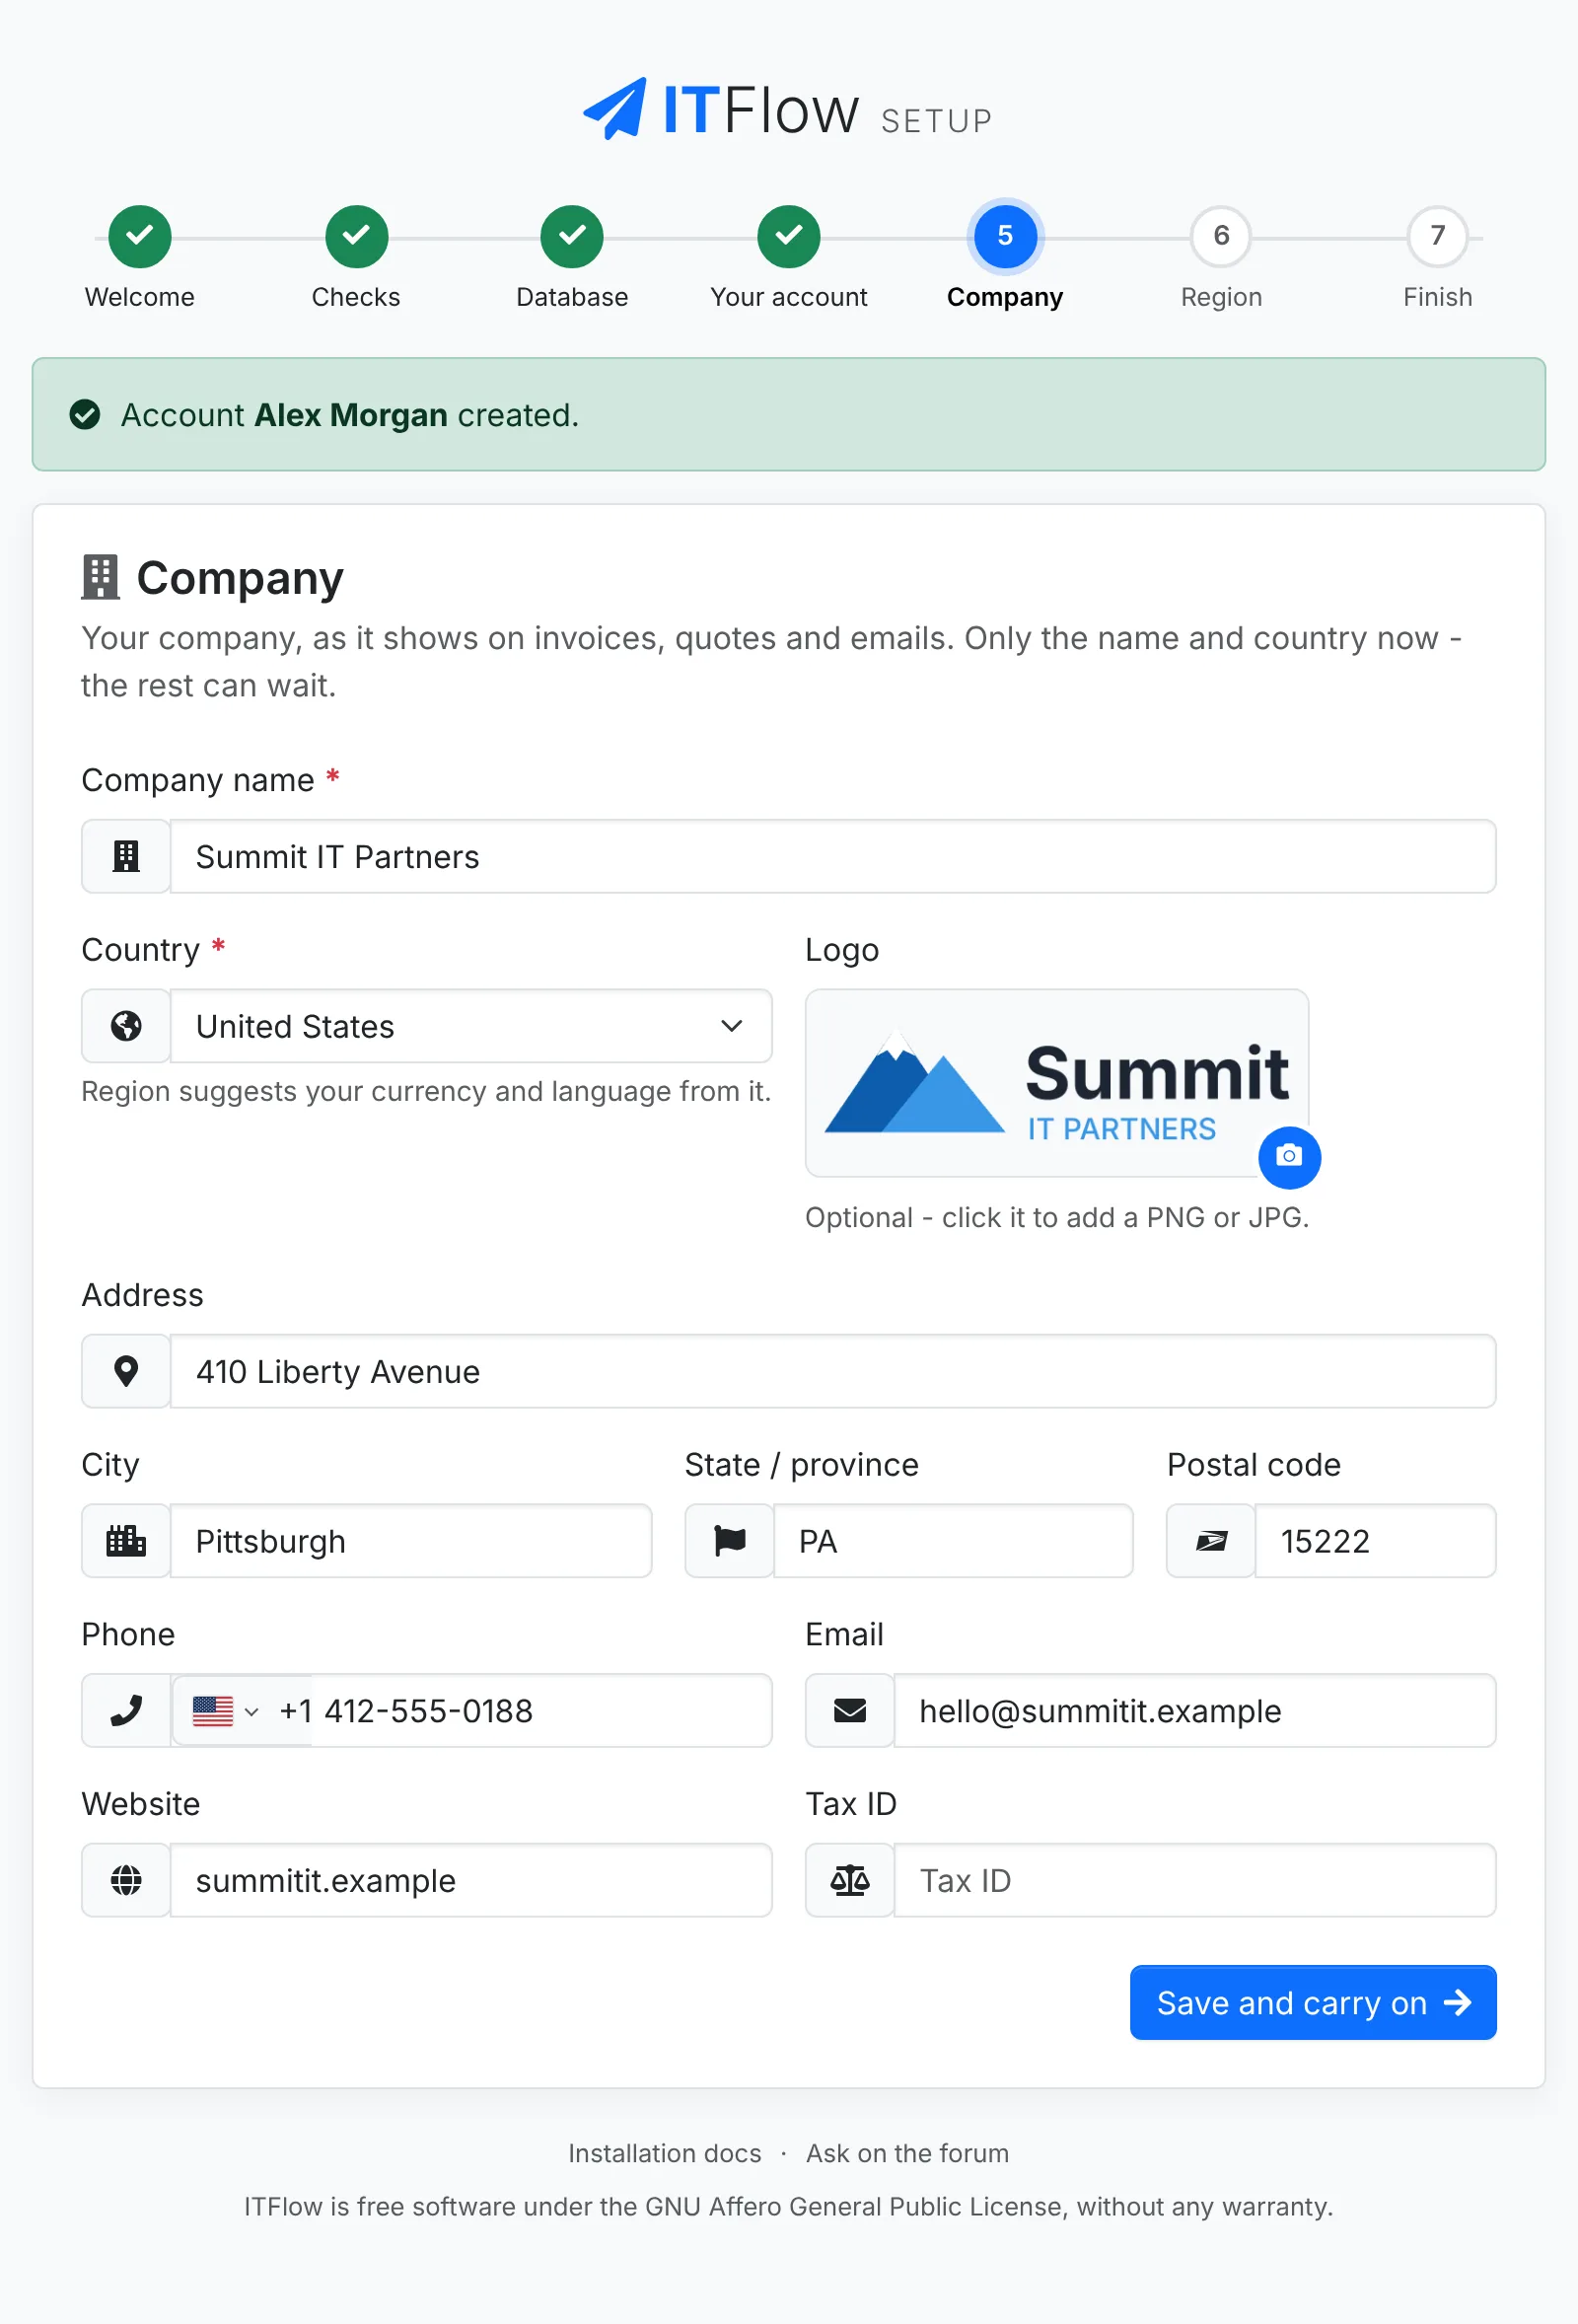 ITFlow SETUP
5
6
7
Welcome
Checks
Database
Your account
Company
Region
Finish
Account Alex Morgan created.
Company
Your company, as it shows on invoices, quotes and emails. Only the name and country now -
the rest can wait.
Company name *
Summit IT Partners
Country *
United States
Region suggests your currency and language from it.
Logo
Summit
IT PARTNERS
Optional - click it to add a PNG or JPG.
Address
410 Liberty Avenue
City
Pittsburgh
State / province
PA
Postal code
15222
Phone
+1 412-555-0188
Email
hello@summitit.example
Website
summitit.example
Tax ID
Tax ID
Save and carry on
Installation docs · Ask on the forum
ITFlow is free software under the GNU Affero General Public License, without any warranty.